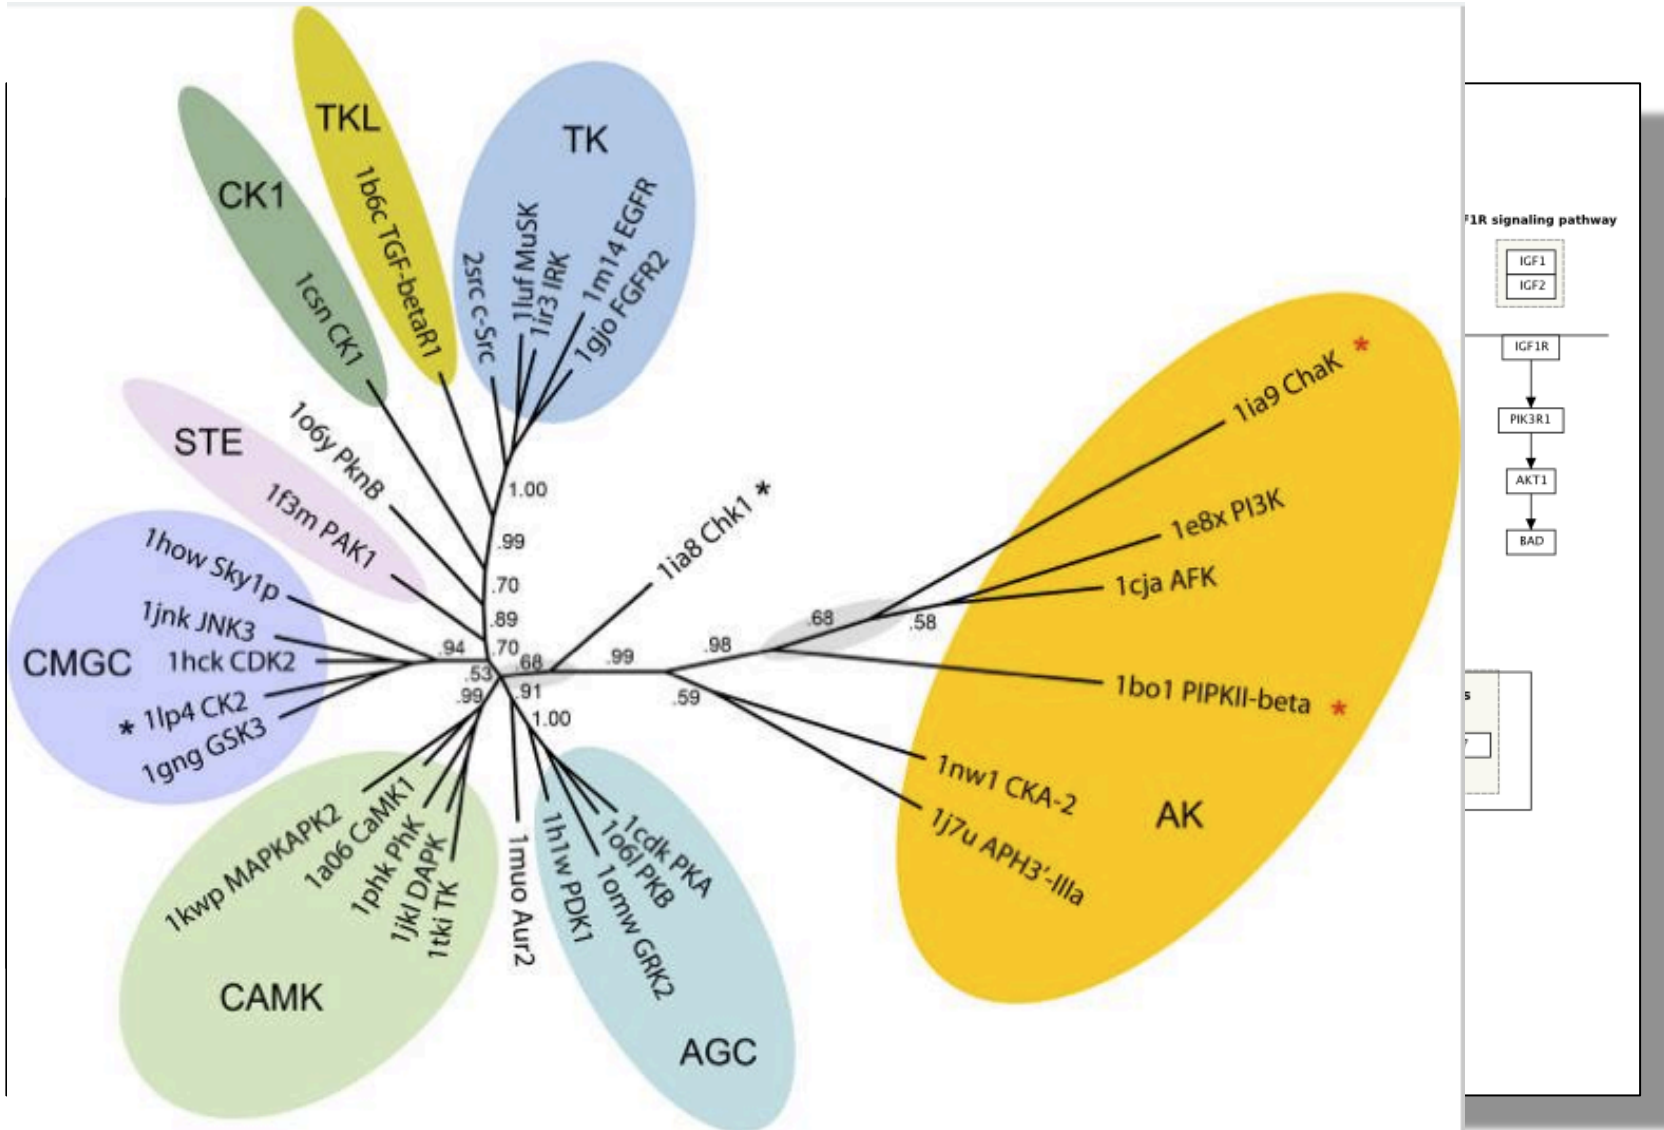 TKL
1b6c TGF-betaR1
TK
2src c-Src
1luf MuSK
1ir3 IRK
1m14 EGFR
1gjo FGFR2
CK1
1csn CK1
1o6y PknB
STE
1f3m PAK1
CMGC
1how Sky1p
1jnk JNK3
1hck CDK2
* 1lp4 CK2
1gng GSK3
CAMK
1kwp MAPKAPK2
1a06 CaMK1
1phk PhK
1jkl DAPK
1tki TK
1muo Aur2
AGC
1h1w PDK1
1omw GRK2
1o6l PKB
1cdk PKA
1ia8 Chk1 *
AK
1ia9 ChaK *
1e8x PI3K
1cja AFK
1bo1 PIPKII-beta *
1nw1 CKA-2
1j7u APH3'-IIIa
1.00
.99
.70
.89
.70
.94
.68
.53
.99
.91
1.00
.99
.98
.59
.68
.58
F1R signaling pathway
IGF1
IGF2
IGF1R
PIK3R1
AKT1
BAD
s